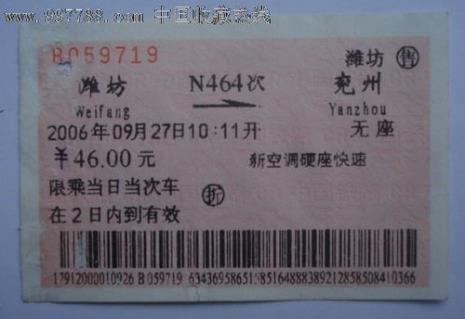 www.997788.com 中国收藏热线
B059719
潍坊 售
潍坊 N464次 兖州
Weifang Yanzhou
2006年09月27日10:11开 无座
¥46.00元 新空调硬座快速
限乘当日当次车 折
在2日内到有效
17912000010926 B059719 63436958651585164888389212858508410366